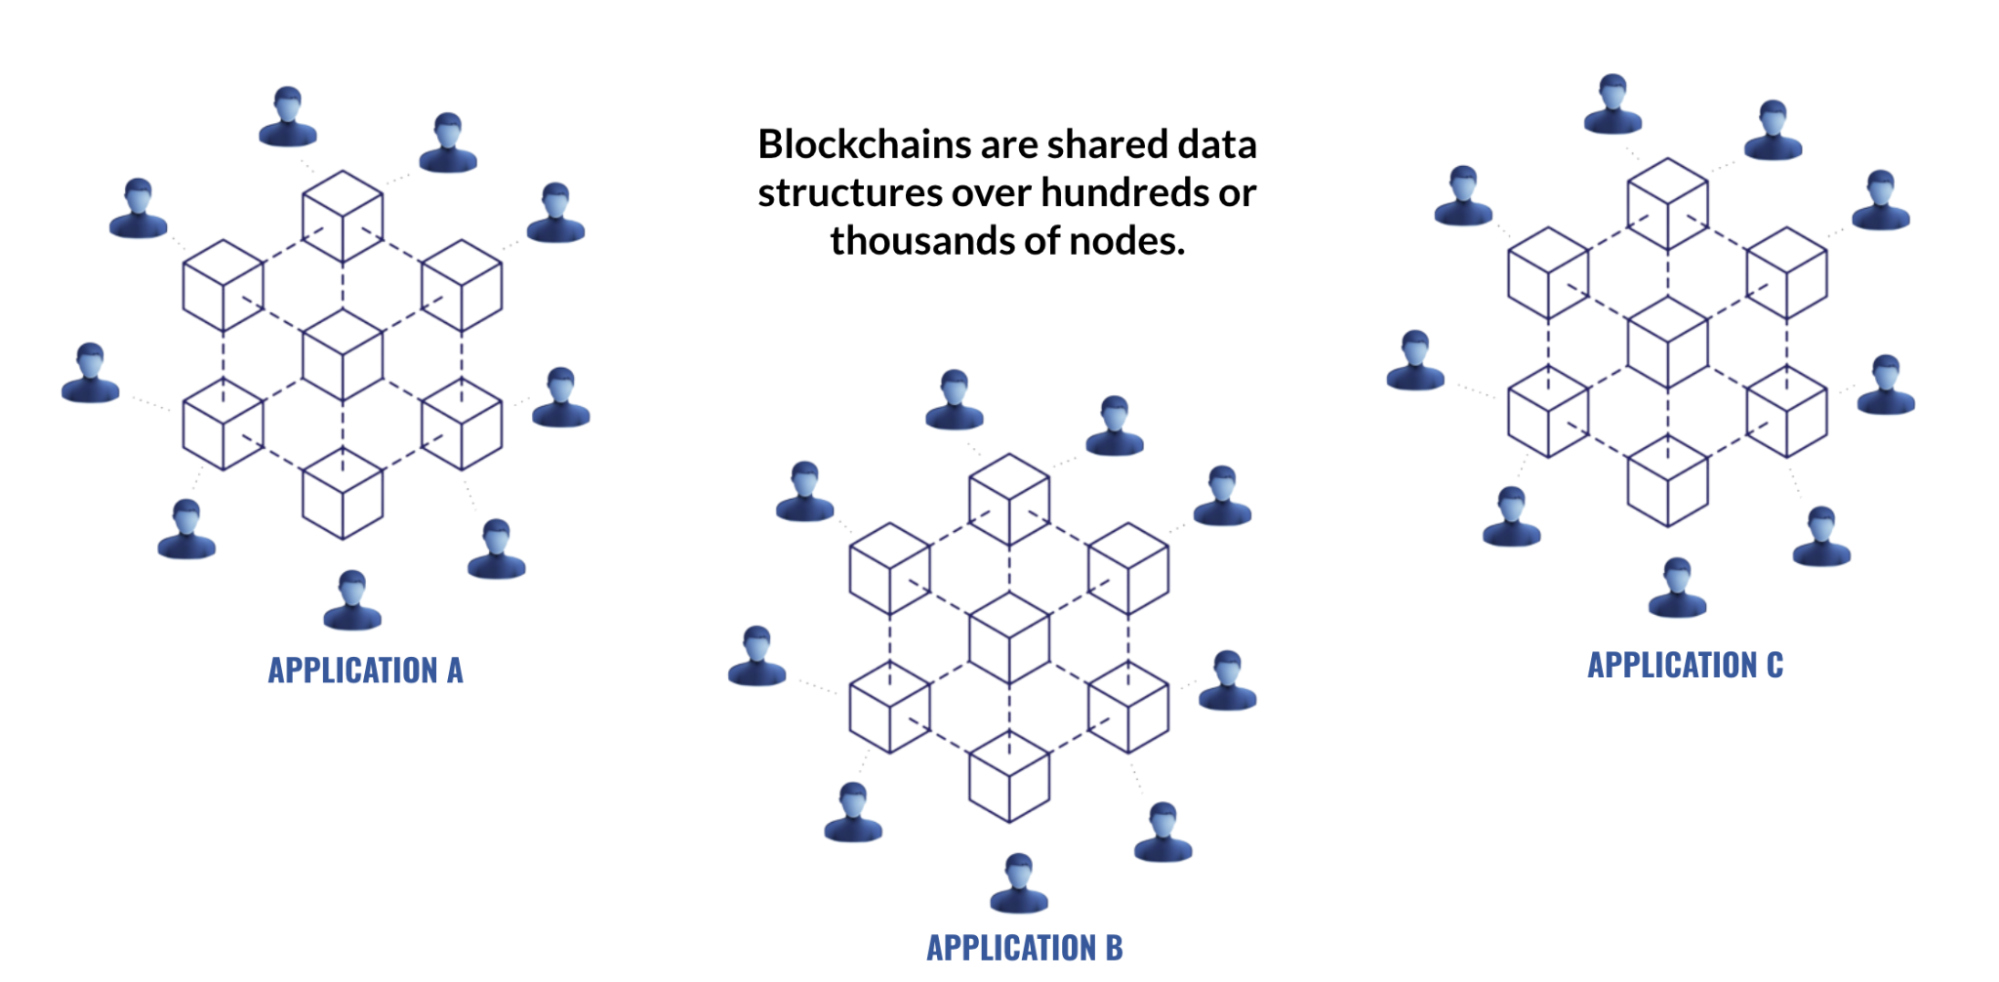 Blockchains are shared data
structures over hundreds or
thousands of nodes.
APPLICATION A
APPLICATION B
APPLICATION C